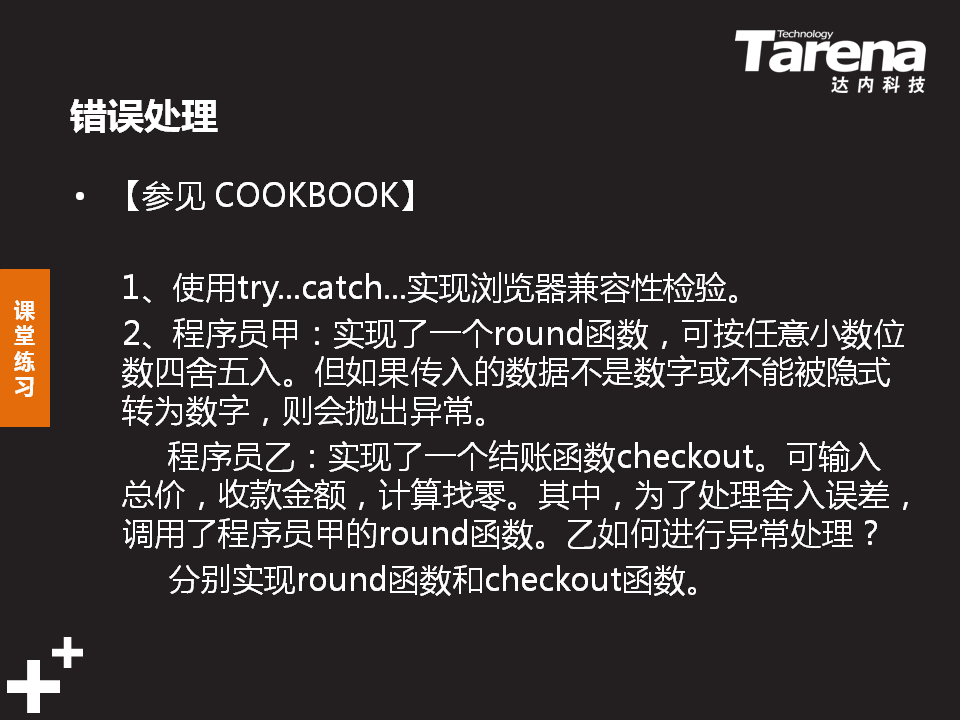 Technology
Tarena
达内科技
错误处理
• 【参见 COOKBOOK】
1、使用try...catch...实现浏览器兼容性检验。
2、程序员甲：实现了一个round函数，可按任意小数位
数四舍五入。但如果传入的数据不是数字或不能被隐式
转为数字，则会抛出异常。
程序员乙：实现了一个结账函数checkout。可输入
总价，收款金额，计算找零。其中，为了处理舍入误差，
调用了程序员甲的round函数。乙如何进行异常处理？
分别实现round函数和checkout函数。
课
堂
练
习